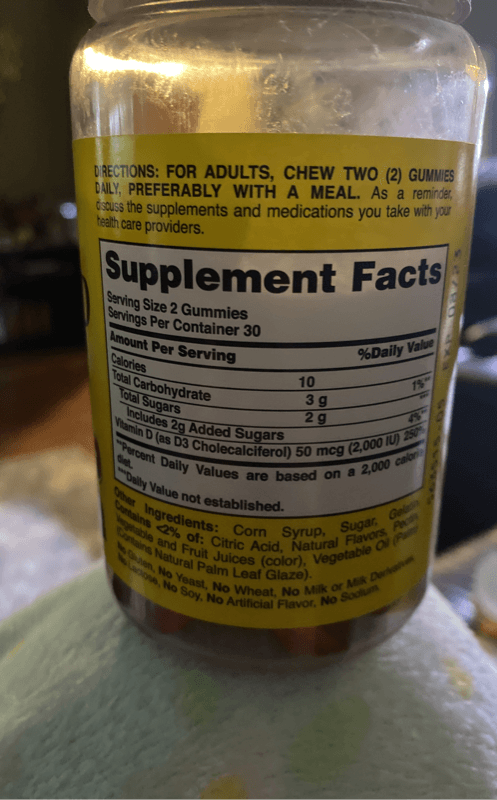 DIRECTIONS: FOR ADULTS, CHEW TWO (2) GUMMIES
DAILY, PREFERABLY WITH A MEAL. As a reminder,
discuss the supplements and medications you take with your
health care providers.
Supplement Facts
Serving Size 2 Gummies
Servings Per Container 30
Amount Per Serving %Daily Value
Calories 10
Total Carbohydrate 3 g 1%**
Total Sugars 2 g ***
Includes 2g Added Sugars 4%**
Vitamin D (as D3 Cholecalciferol) 50 mcg (2,000 IU) 250%
**Percent Daily Values are based on a 2,000 calorie
diet.
***Daily Value not established.
Other Ingredients: Corn Syrup, Sugar, Gelatin.
Contains <2% of: Citric Acid, Natural Flavors, Pectin,
Vegetable and Fruit Juices (color), Vegetable Oil (Palm)
(Contains Natural Palm Leaf Glaze).
No Gluten, No Yeast, No Wheat, No Milk or Milk Derivatives,
No Lactose, No Soy, No Artificial Flavor, No Sodium.
EXP 08/23